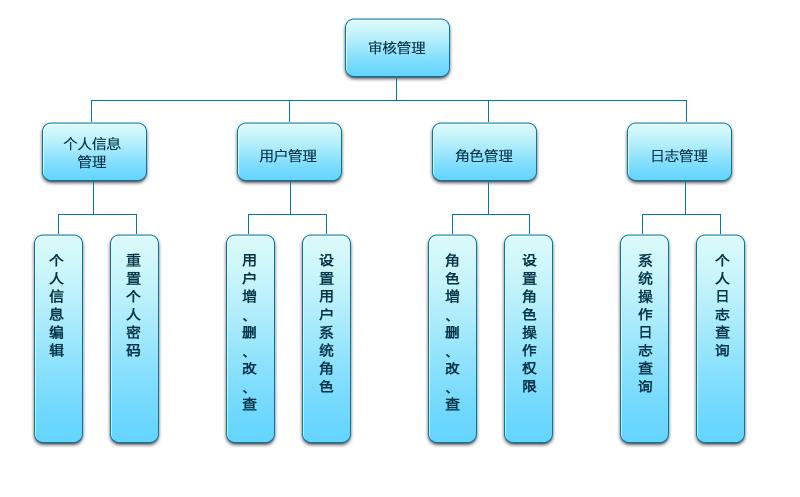 审核管理
个人信息
管理
用户管理
角色管理
日志管理
个人信息编辑
重置个人密码
用户增、删、改、查
设置用户系统角色
角色增、删、改、查
设置角色操作权限
系统操作日志查询
个人日志查询